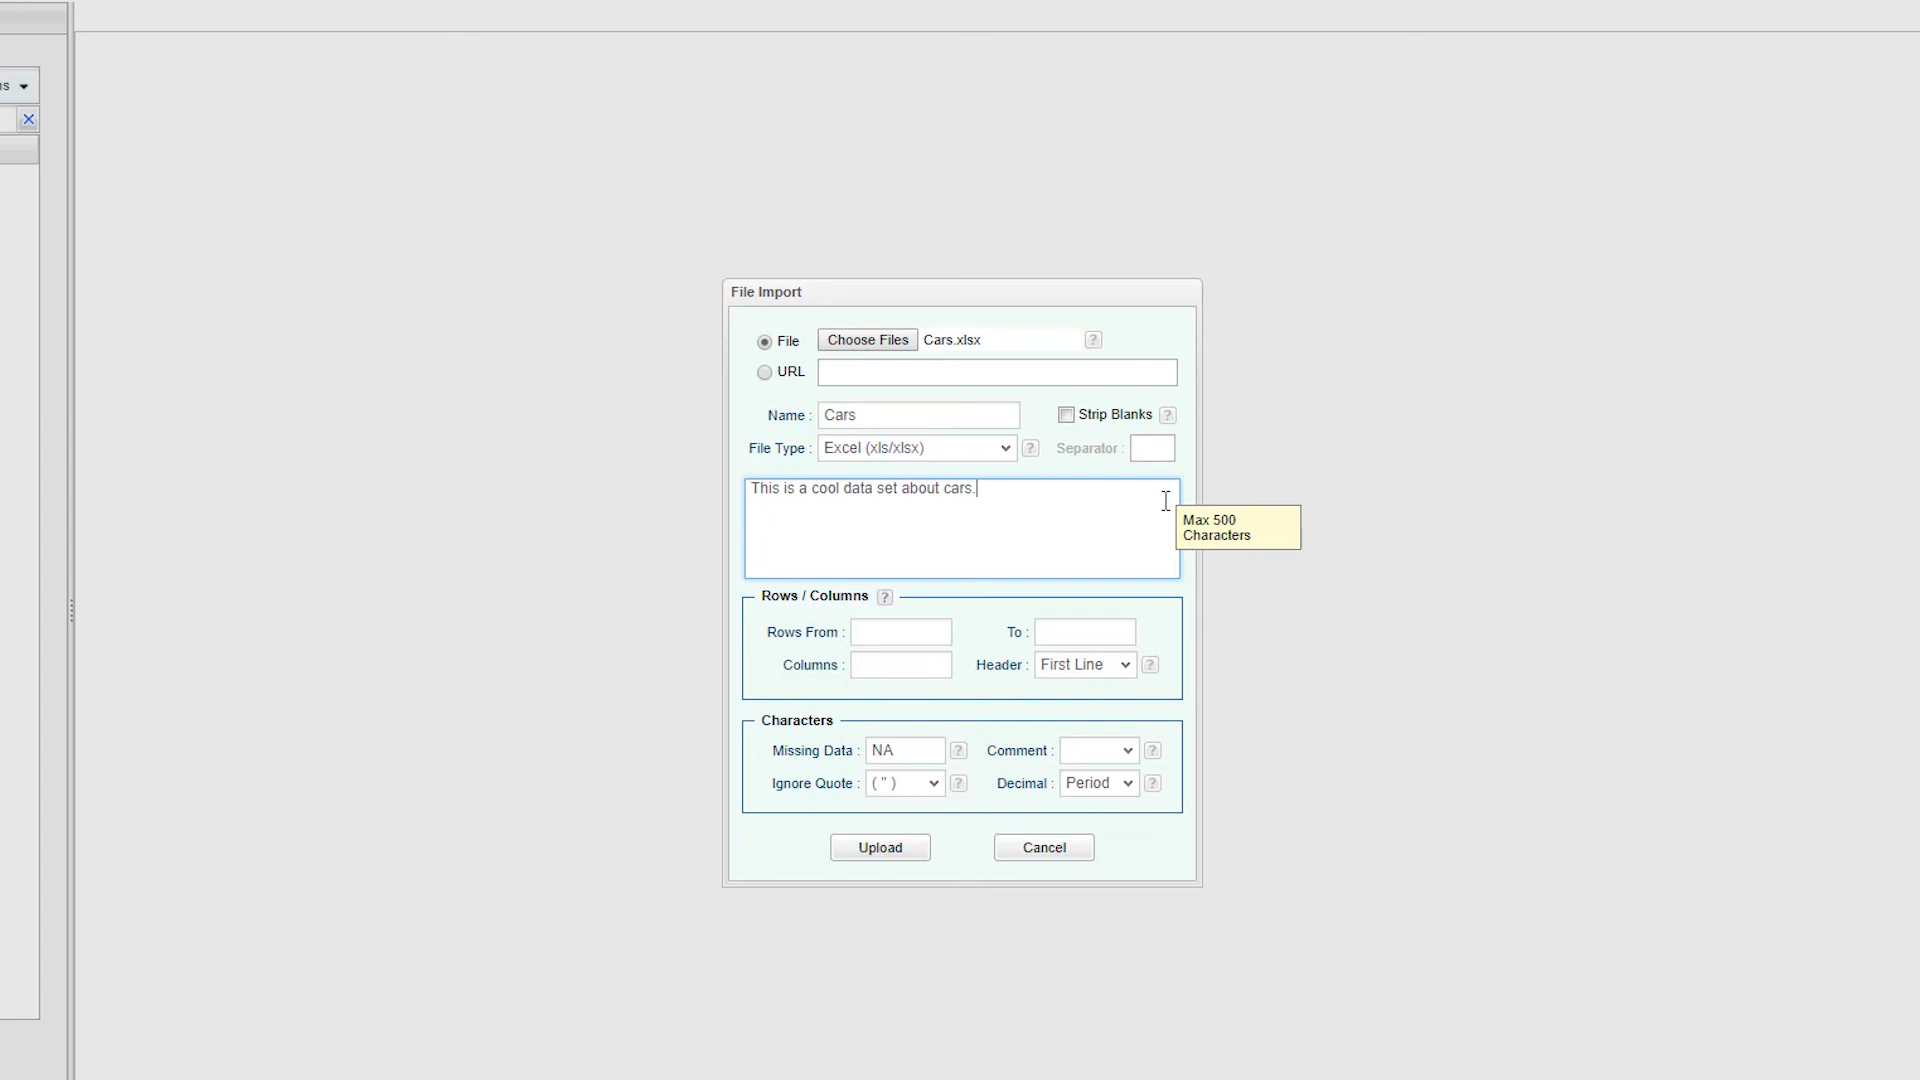 ns
File Import
File Choose Files Cars.xlsx ?
URL
Name : Cars Strip Blanks ?
File Type : Excel (xls/xlsx) ? Separator :
This is a cool data set about cars.
Max 500
Characters
Rows / Columns ?
Rows From : To :
Columns : Header : First Line ?
Characters
Missing Data : NA ? Comment : ?
Ignore Quote : ( " ) ? Decimal : Period ?
Upload Cancel